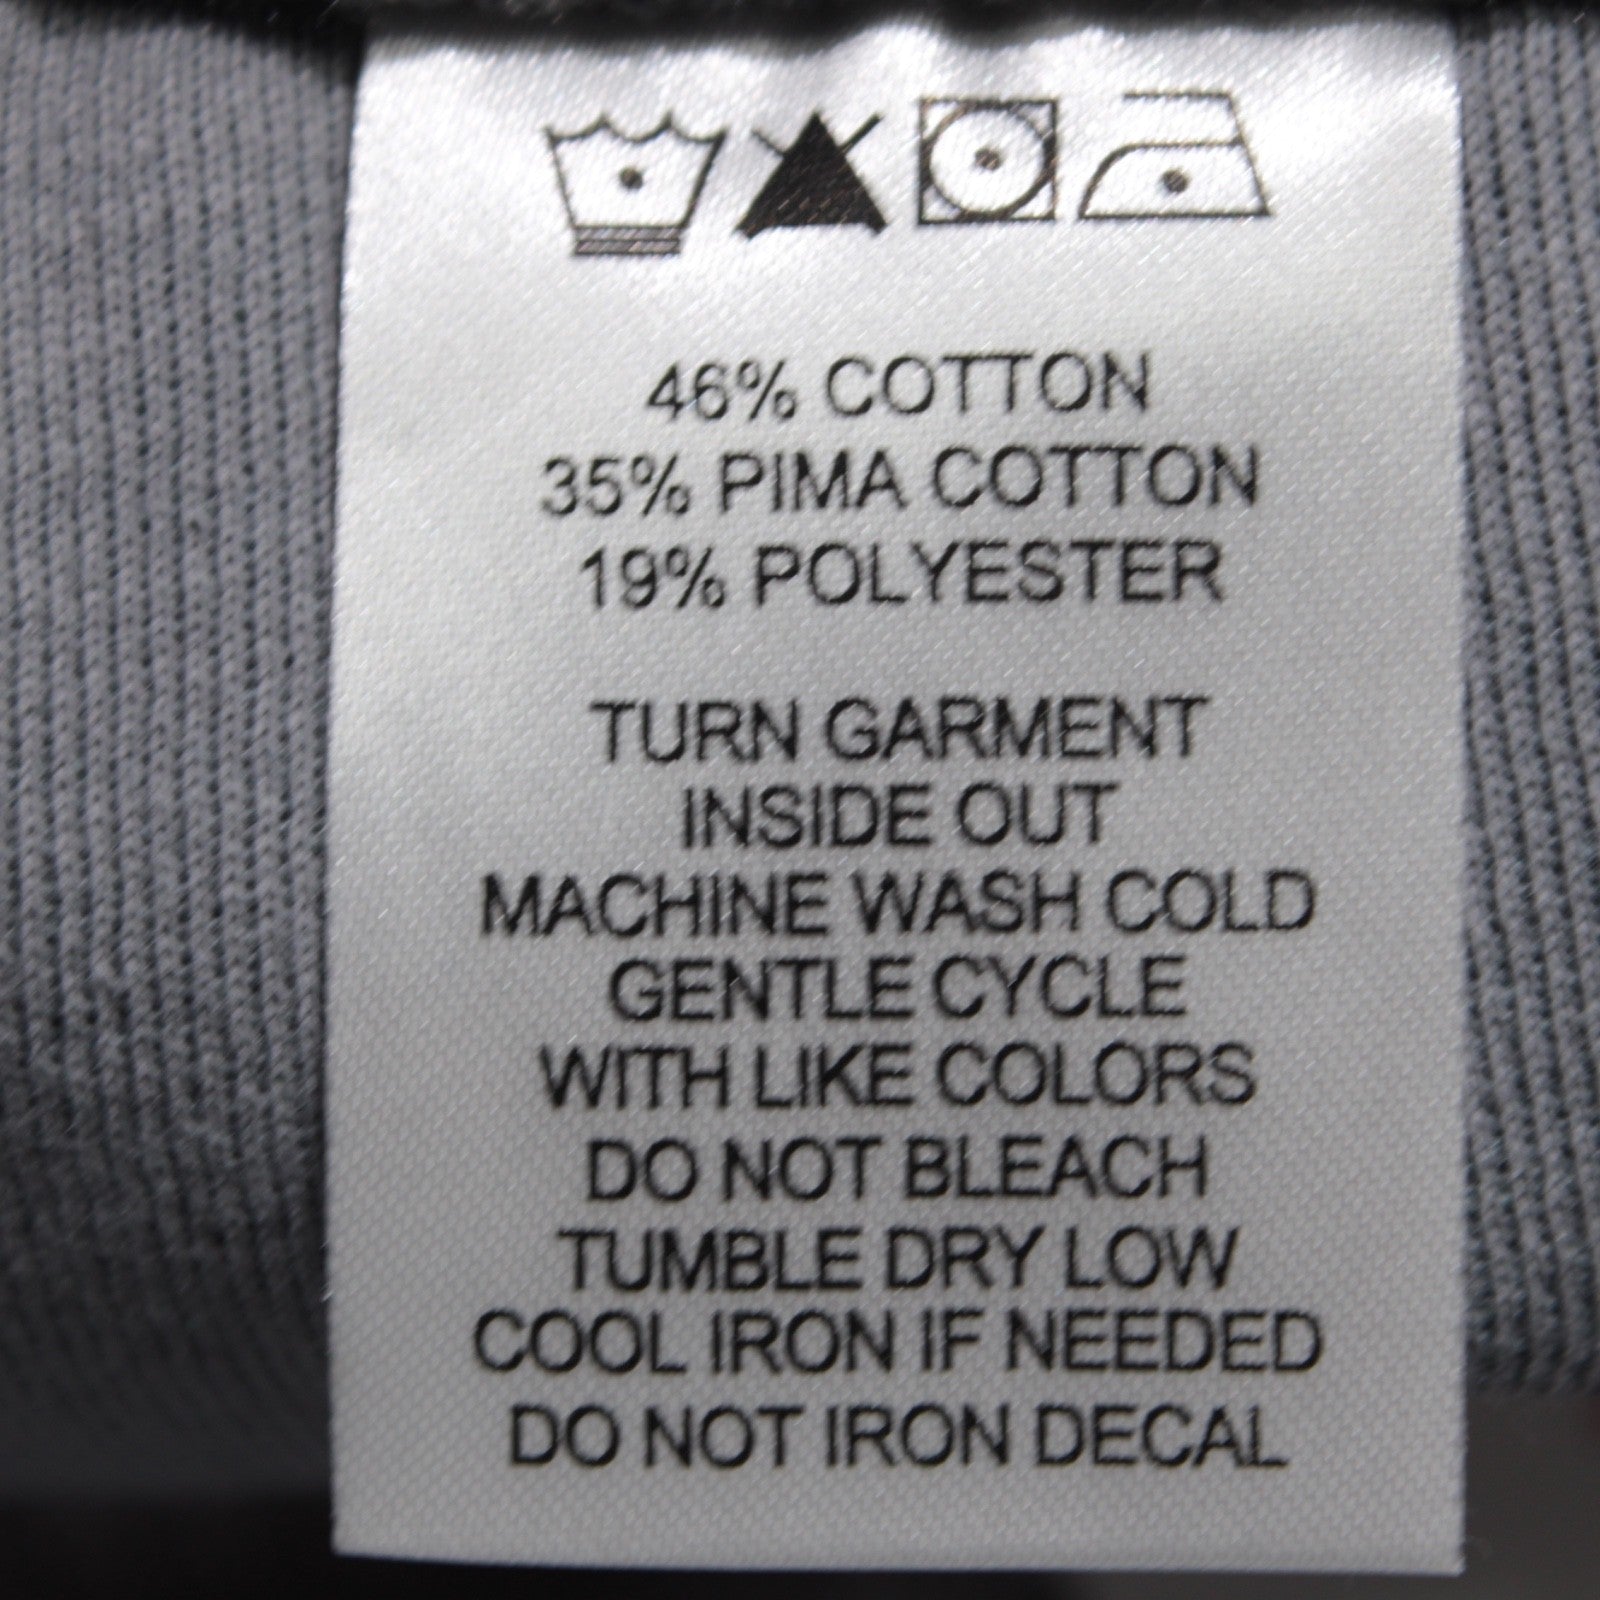 46% COTTON
35% PIMA COTTON
19% POLYESTER
TURN GARMENT
INSIDE OUT
MACHINE WASH COLD
GENTLE CYCLE
WITH LIKE COLORS
DO NOT BLEACH
TUMBLE DRY LOW
COOL IRON IF NEEDED
DO NOT IRON DECAL